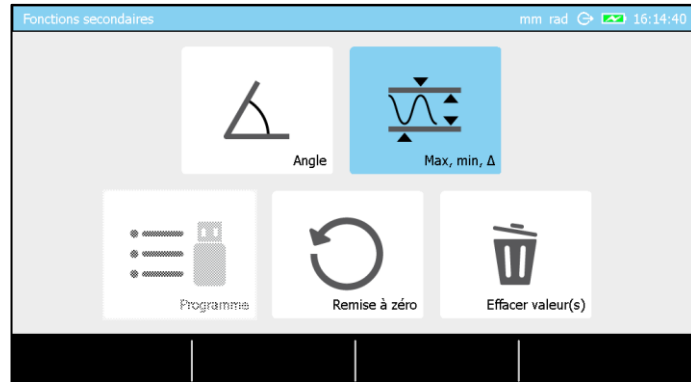 Fonctions secondaires
mm rad 16:14:40
Angle
Max, min, Δ
Programme
Remise à zéro
Effacer valeur(s)